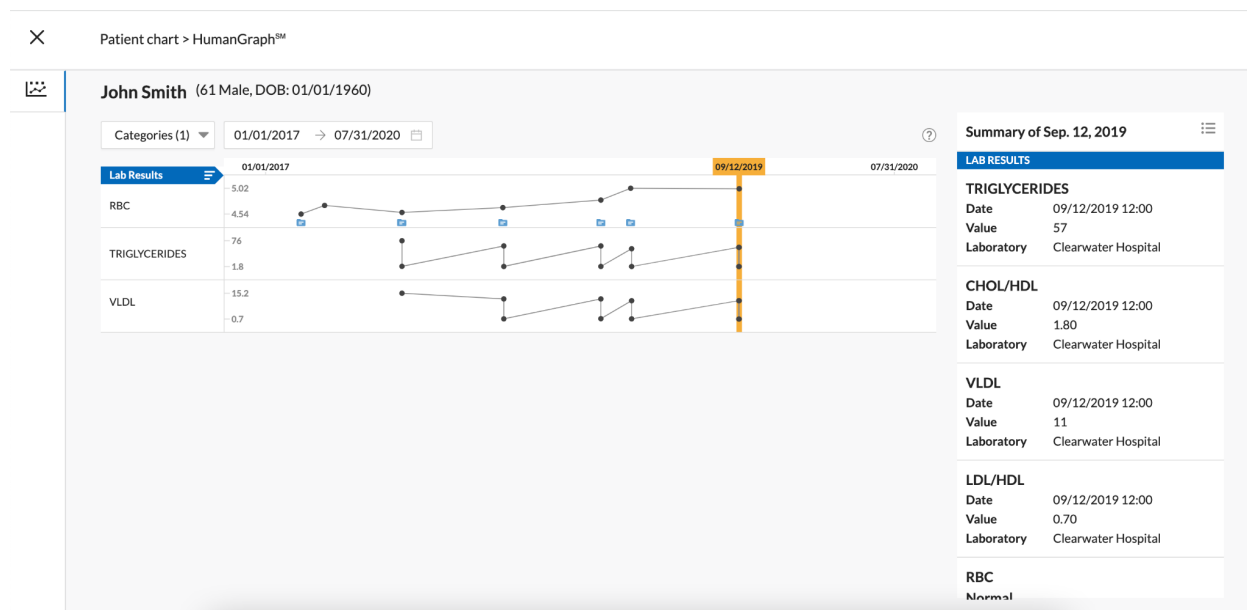 Patient chart > HumanGraph℠
John Smith (61 Male, DOB: 01/01/1960)
Categories (1)
01/01/2017 → 07/31/2020
?
01/01/2017
09/12/2019
07/31/2020
Lab Results
RBC
5.02
4.54
TRIGLYCERIDES
76
1.8
VLDL
15.2
0.7
Summary of Sep. 12, 2019
LAB RESULTS
TRIGLYCERIDES
Date 09/12/2019 12:00
Value 57
Laboratory Clearwater Hospital
CHOL/HDL
Date 09/12/2019 12:00
Value 1.80
Laboratory Clearwater Hospital
VLDL
Date 09/12/2019 12:00
Value 11
Laboratory Clearwater Hospital
LDL/HDL
Date 09/12/2019 12:00
Value 0.70
Laboratory Clearwater Hospital
RBC
Normal